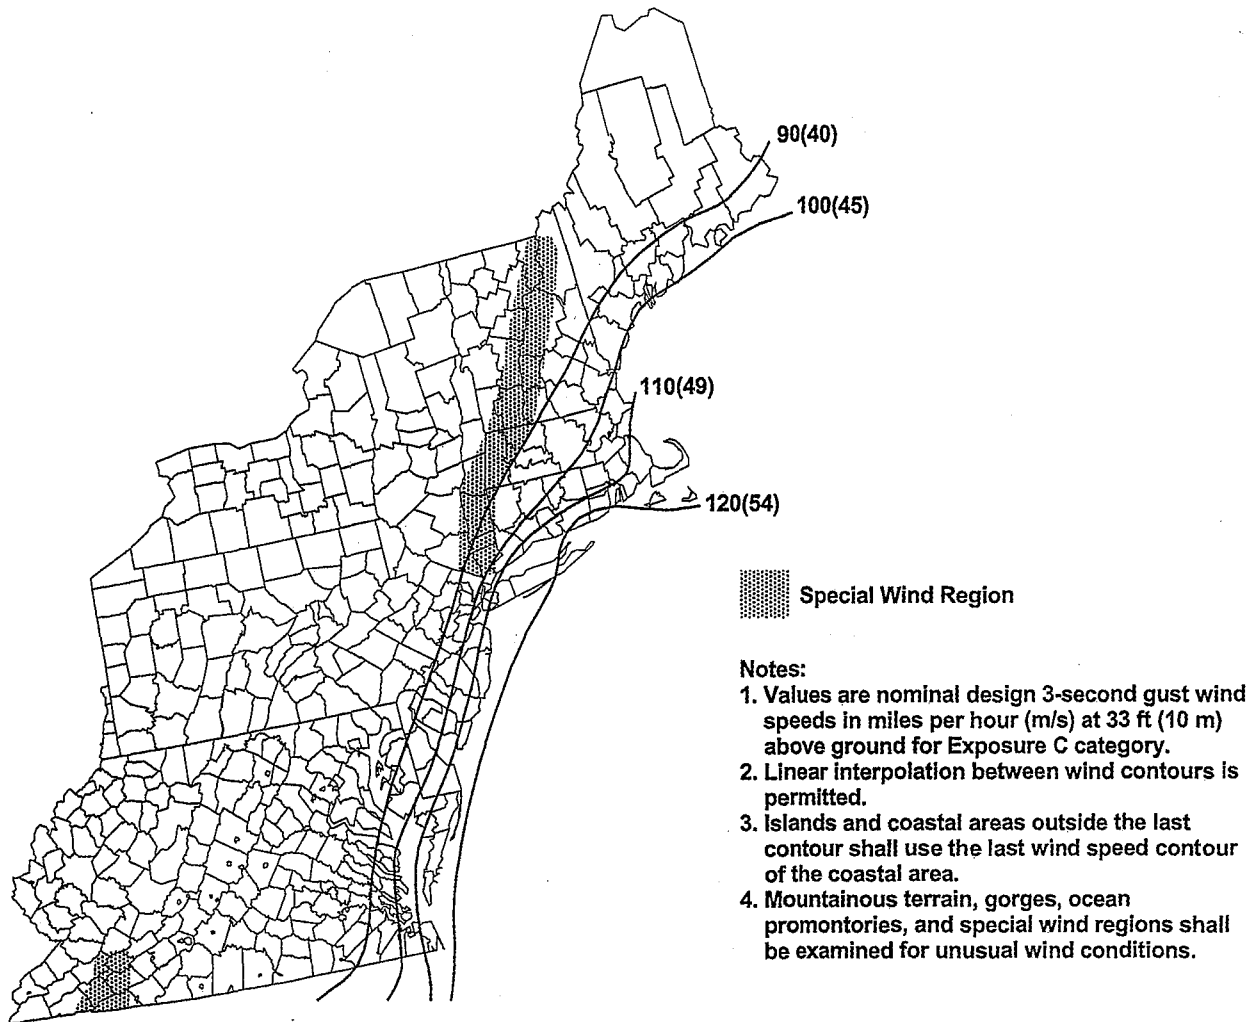 90(40)
100(45)
110(49)
120(54)
Special Wind Region
Notes:
1. Values are nominal design 3-second gust wind
speeds in miles per hour (m/s) at 33 ft (10 m)
above ground for Exposure C category.
2. Linear interpolation between wind contours is
permitted.
3. Islands and coastal areas outside the last
contour shall use the last wind speed contour
of the coastal area.
4. Mountainous terrain, gorges, ocean
promontories, and special wind regions shall
be examined for unusual wind conditions.